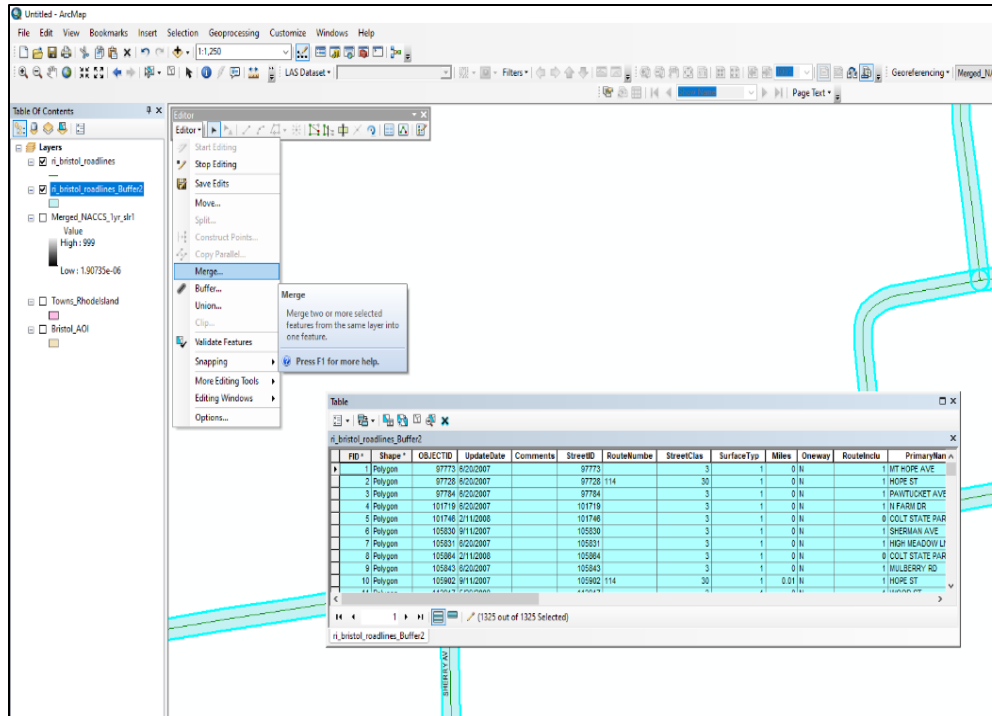 Untitled - ArcMap
File Edit View Bookmarks Insert Selection Geoprocessing Customize Windows Help
1:1,250
LAS Dataset Filters Georeferencing Merged_NA
Page Text
Table Of Contents
Layers
ri_bristol_roadlines
ri_bristol_roadlines_Buffer2
Merged_NACCS_1yr_slr1
Value
High : 999
Low : 1.90735e-06
Towns_RhodeIsland
Bristol_AOI
Editor
Editor
Start Editing
Stop Editing
Save Edits
Move...
Split...
Construct Points...
Copy Parallel...
Merge...
Buffer...
Union...
Clip...
Validate Features
Snapping
More Editing Tools
Editing Windows
Options...
Merge
Merge two or more selected
features from the same layer into
one feature.
Press F1 for more help.
Table
ri_bristol_roadlines_Buffer2
FID * Shape * OBJECTID UpdateDate Comments StreetID RouteNumbe StreetClas SurfaceTyp Miles Oneway RouteInclu PrimaryNam
1 Polygon 97773 6/20/2007 97773 3 1 0 N 1 MT HOPE AVE
2 Polygon 97728 6/20/2007 97728 114 30 1 0 N 1 HOPE ST
3 Polygon 97784 6/20/2007 97784 3 1 0 N 1 PAWTUCKET AVE
4 Polygon 101719 6/20/2007 101719 3 1 0 N 1 N FARM DR
5 Polygon 101746 2/11/2008 101746 3 1 0 N 0 COLT STATE PAR
6 Polygon 105830 9/11/2007 105830 3 1 0 N 1 SHERMAN AVE
7 Polygon 105831 6/20/2007 105831 3 1 0 N 1 HIGH MEADOW LN
8 Polygon 105864 2/11/2008 105864 3 1 0 N 0 COLT STATE PAR
9 Polygon 105843 6/20/2007 105843 3 1 0 N 1 MULBERRY RD
10 Polygon 105902 9/11/2007 105902 114 30 1 0.01 N 1 HOPE ST
1 (1325 out of 1325 Selected)
ri_bristol_roadlines_Buffer2
SHERRY AV